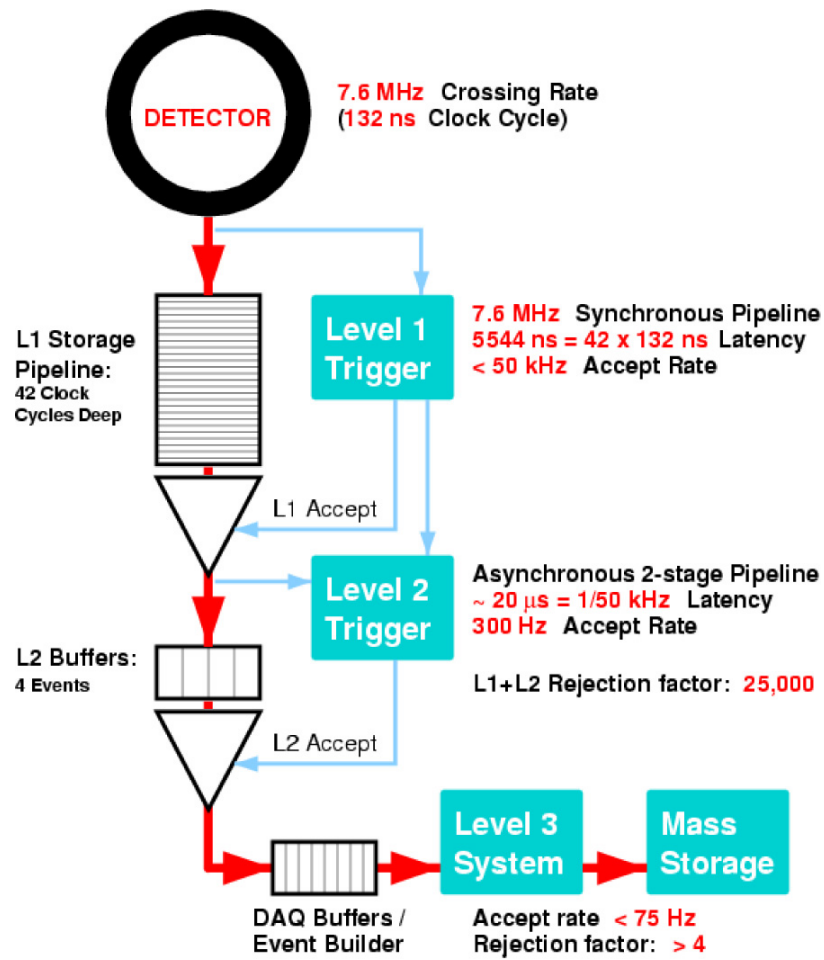 DETECTOR
7.6 MHz Crossing Rate
(132 ns Clock Cycle)
L1 Storage
Pipeline:
42 Clock
Cycles Deep
Level 1
Trigger
7.6 MHz Synchronous Pipeline
5544 ns = 42 x 132 ns Latency
< 50 kHz Accept Rate
L1 Accept
Level 2
Trigger
Asynchronous 2-stage Pipeline
~ 20 µs = 1/50 kHz Latency
300 Hz Accept Rate
L2 Buffers:
4 Events
L1+L2 Rejection factor: 25,000
L2 Accept
Level 3
System
Mass
Storage
DAQ Buffers /
Event Builder
Accept rate < 75 Hz
Rejection factor: > 4